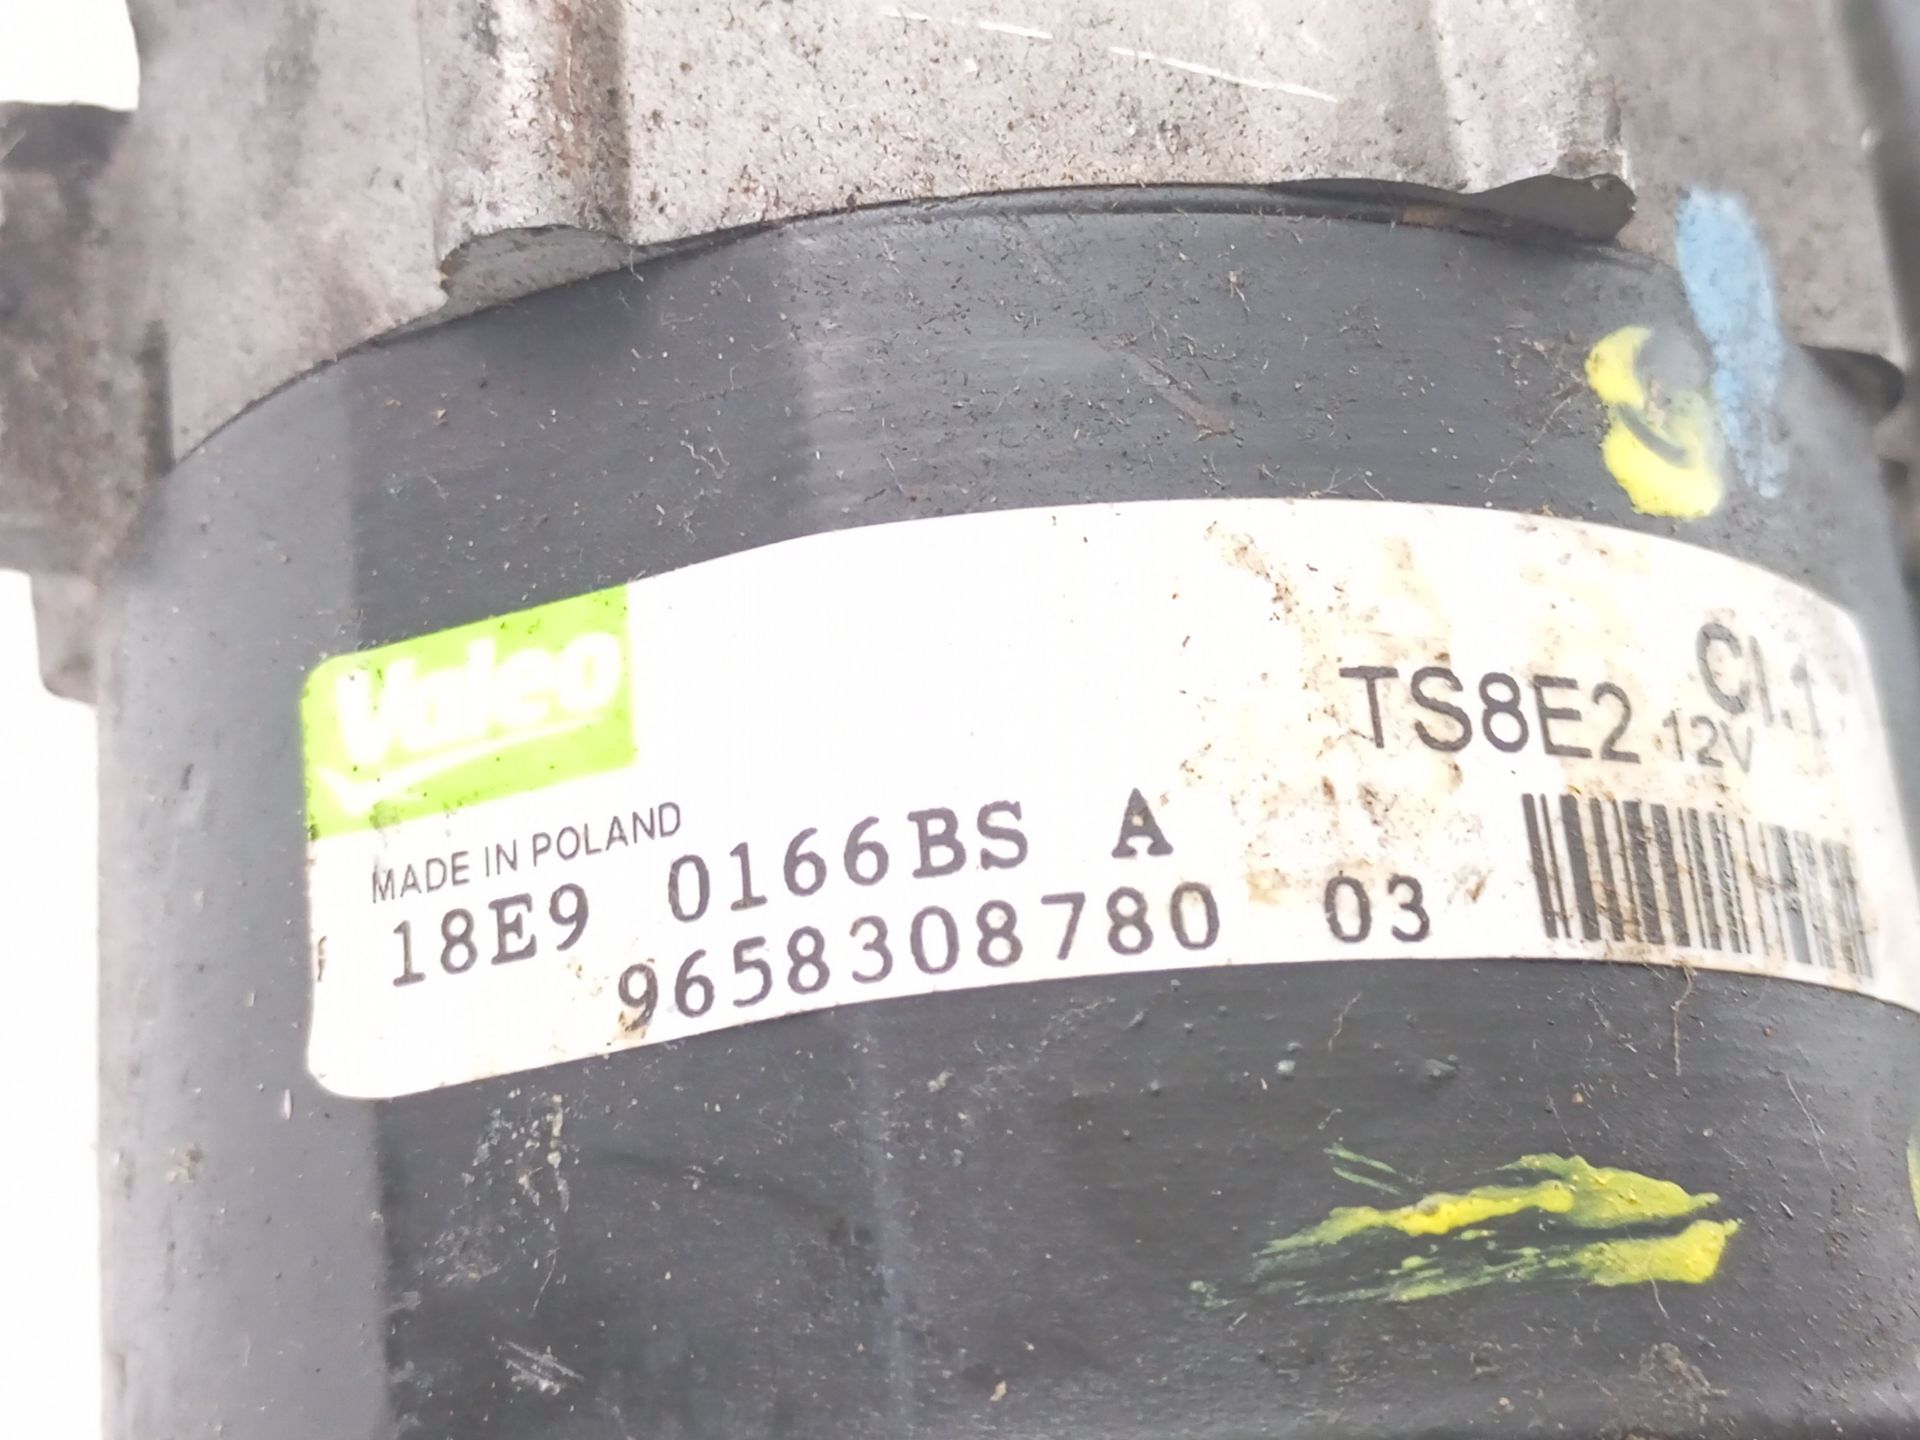 Valeo
TS8E2 12V
Cl.1
MADE IN POLAND
18E9 0166BS A
9658308780 03